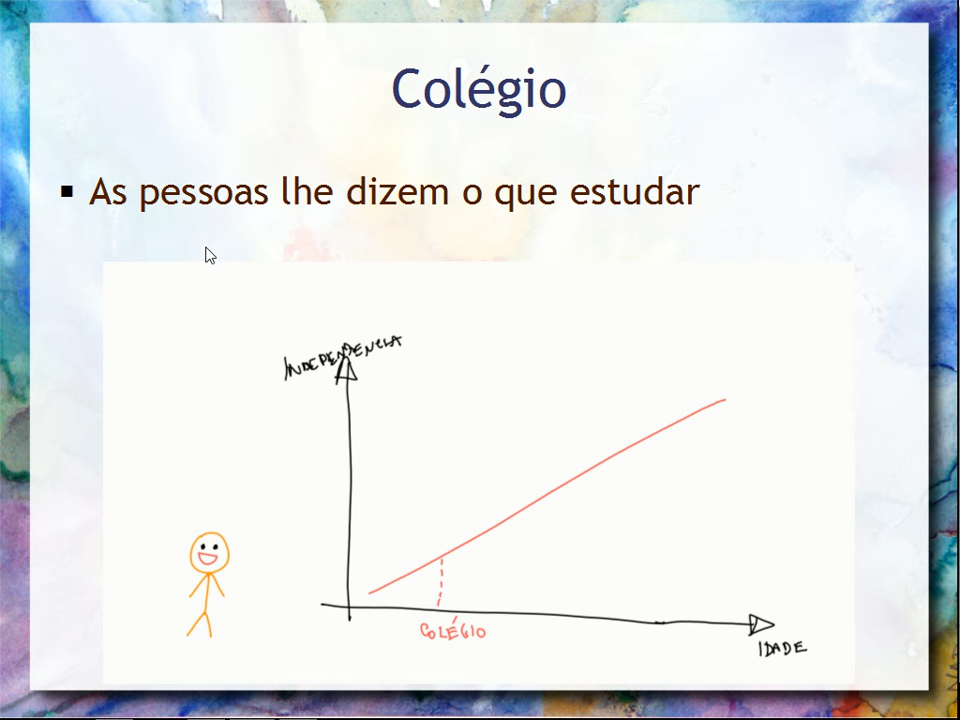 Colégio
As pessoas lhe dizem o que estudar
INDEPENDENCIA
COLÉGIO
IDADE